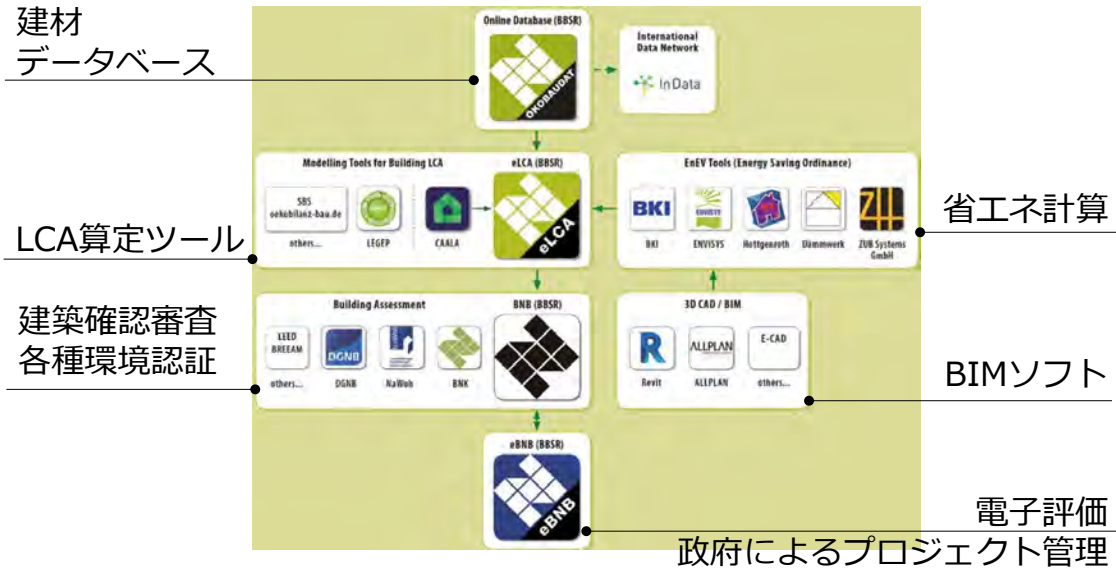 建材
データベース
Online Database (BBSR)
ÖKOBAUDAT
International
Data Network
InData
Modelling Tools for Building LCA
eLCA (BBSR)
SBS
oekobilanz-bau.de
others...
LEGEP
CAALA
eLCA
EnEV Tools (Energy Saving Ordinance)
BKI
BKI
ENVISYS
ENVISYS
Hottgenroth
Dämmwerk
ZUB Systems
GmbH
省エネ計算
LCA算定ツール
建築確認審査
各種環境認証
Building Assessment
BNB (BBSR)
LEED
BREEAM
others...
DGNB
DGNB
NaWoh
BNK
3D CAD / BIM
R
Revit
ALLPLAN
ALLPLAN
E-CAD
others...
BIMソフト
eBNB (BBSR)
eBNB
電子評価
政府によるプロジェクト管理